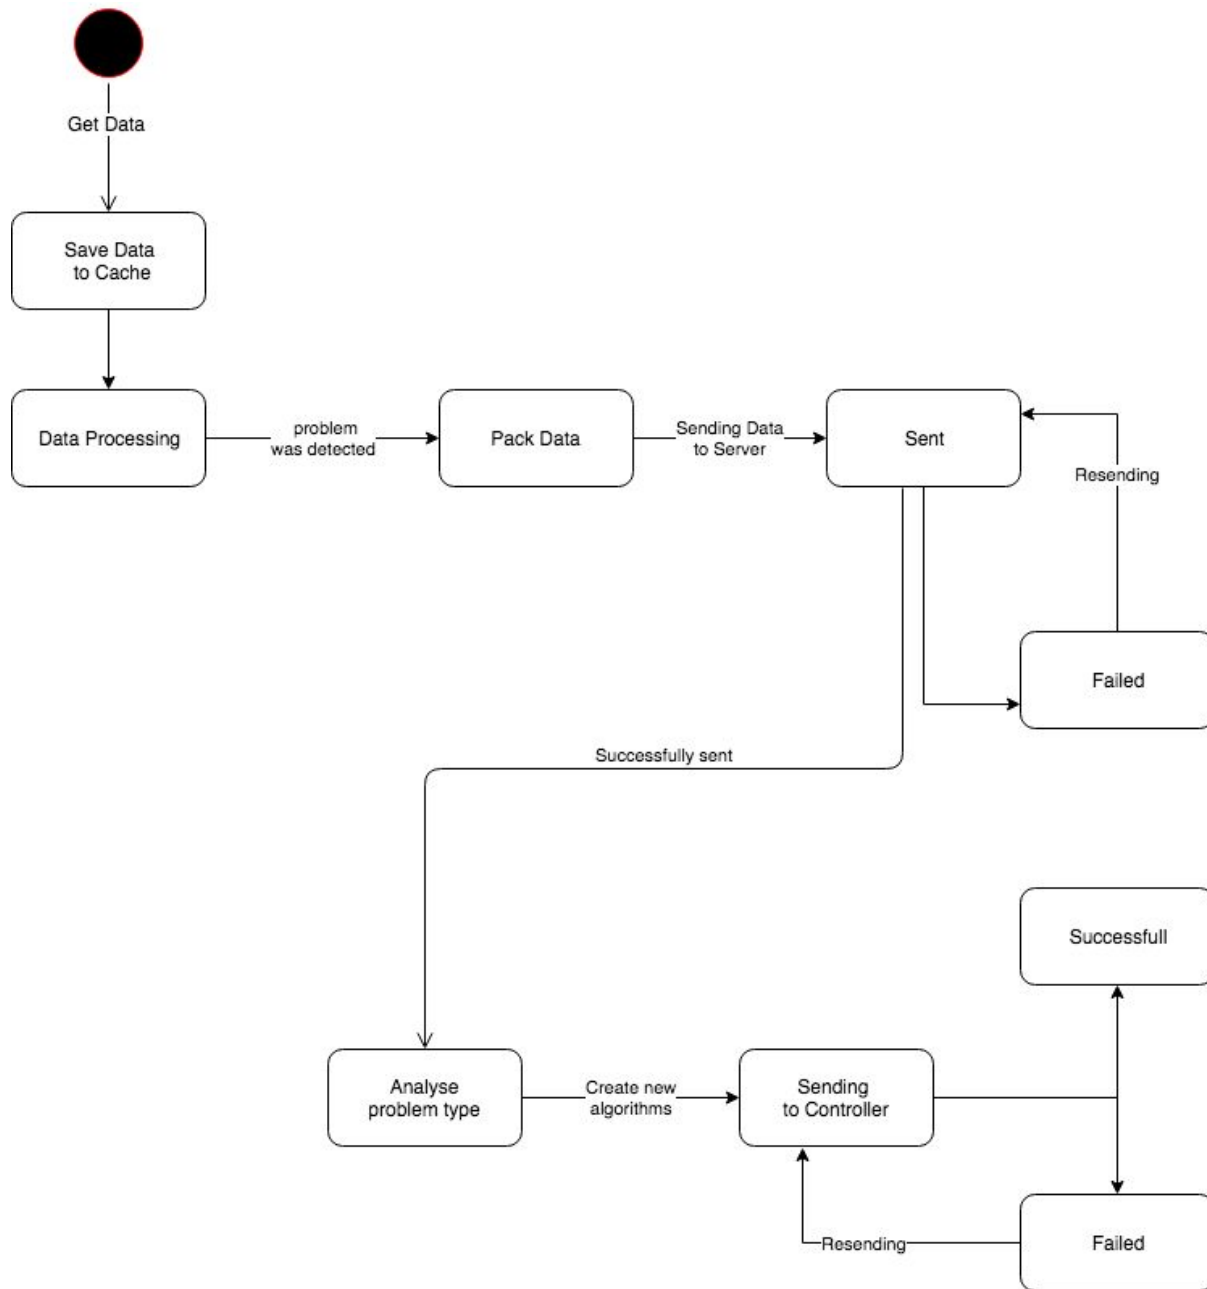 Get Data
Save Data
to Cache
Data Processing
problem
was detected
Pack Data
Sending Data
to Server
Sent
Resending
Failed
Successfully sent
Successfull
Analyse
problem type
Create new
algorithms
Sending
to Controller
Resending
Failed